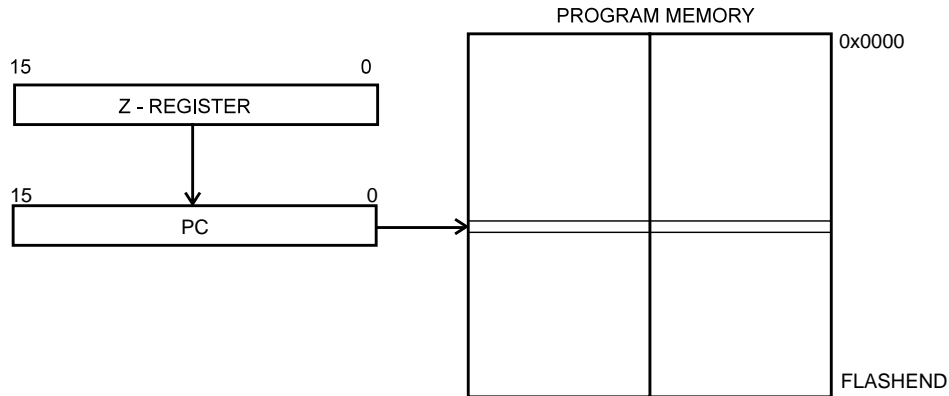 PROGRAM MEMORY
0x0000
15 0
Z - REGISTER
15 0
PC
FLASHEND